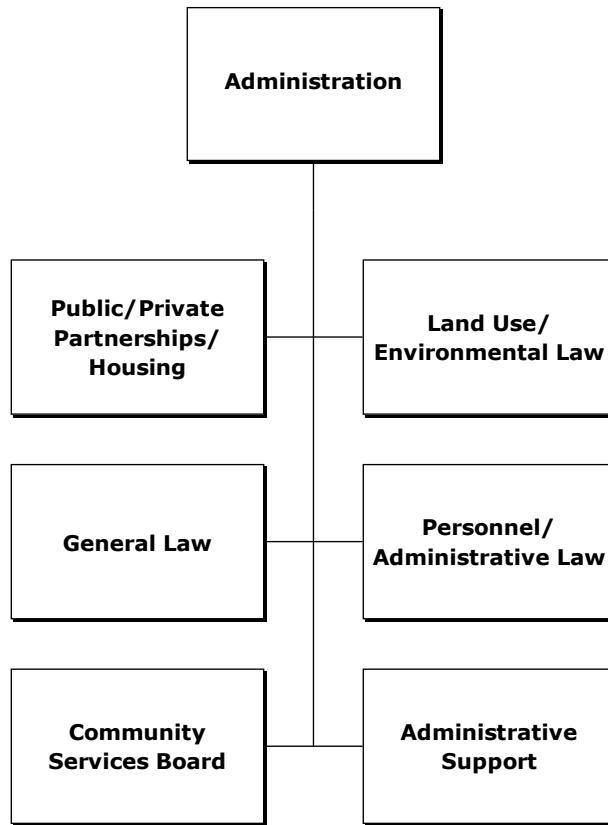 Administration
Public/Private
Partnerships/
Housing
Land Use/
Environmental Law
General Law
Personnel/
Administrative Law
Community
Services Board
Administrative
Support